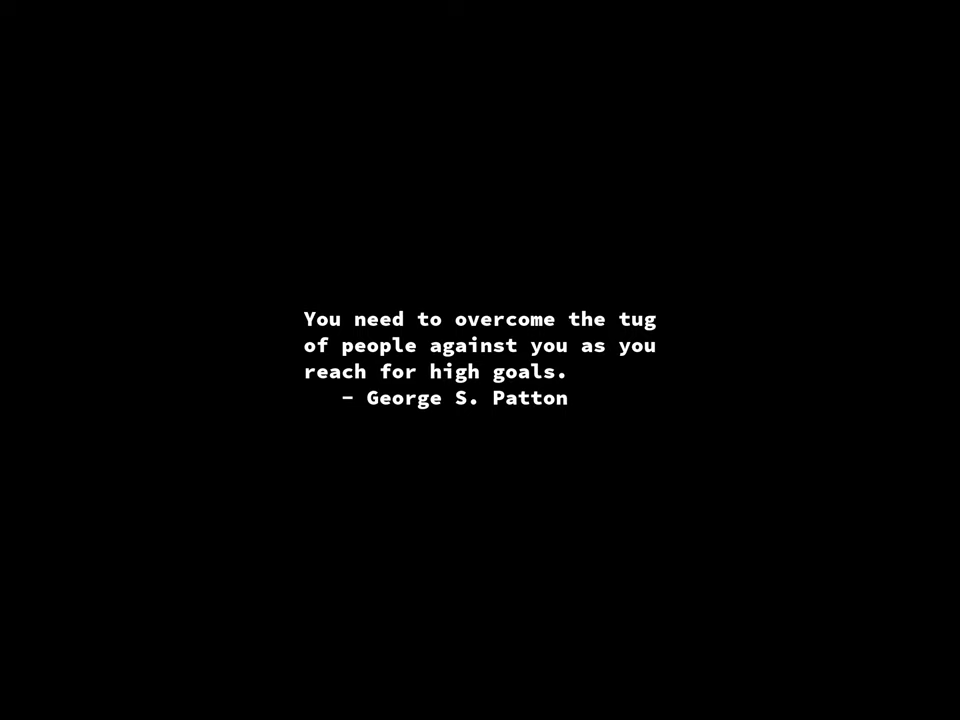 You need to overcome the tug
of people against you as you
reach for high goals.
— George S. Patton